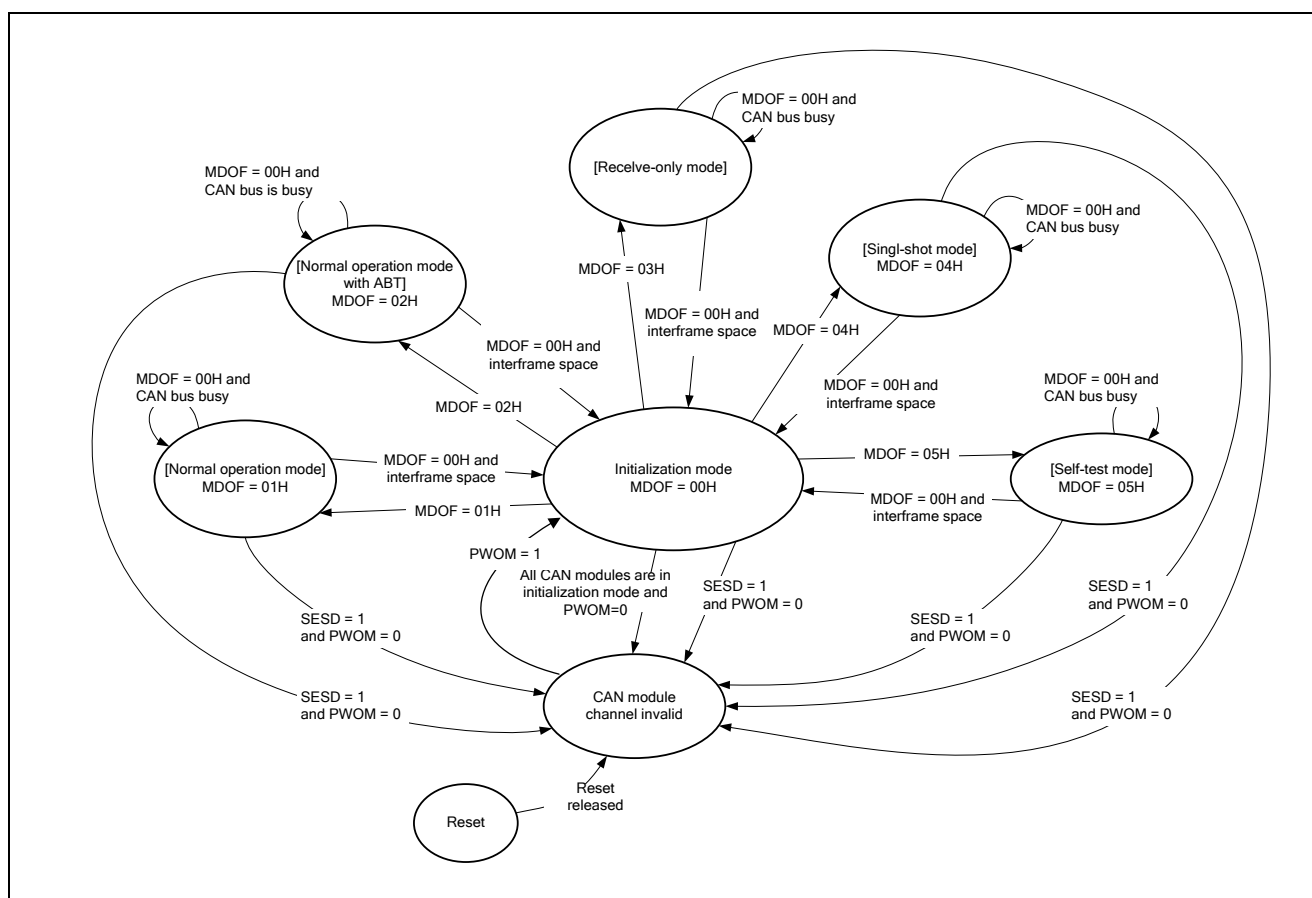 MDOF = 00H and
CAN bus busy
[Recelve-only mode]
MDOF = 00H and
CAN bus is busy
MDOF = 00H and
CAN bus busy
[Singl-shot mode]
MDOF = 04H
[Normal operation mode
with ABT]
MDOF = 02H
MDOF = 03H
MDOF = 00H and
interframe space
MDOF = 04H
MDOF = 00H and
interframe space
MDOF = 00H and
CAN bus busy
MDOF = 02H
MDOF = 00H and
interframe space
MDOF = 00H and
CAN bus busy
[Normal operation mode]
MDOF = 01H
MDOF = 00H and
interframe space
Initialization mode
MDOF = 00H
MDOF = 05H
[Self-test mode]
MDOF = 05H
MDOF = 00H and
interframe space
MDOF = 01H
PWOM = 1
All CAN modules are in
initialization mode and
PWOM=0
SESD = 1
and PWOM = 0
SESD = 1
and PWOM = 0
SESD = 1
and PWOM = 0
SESD = 1
and PWOM = 0
SESD = 1
and PWOM = 0
CAN module
channel invalid
SESD = 1
and PWOM = 0
Reset
released
Reset